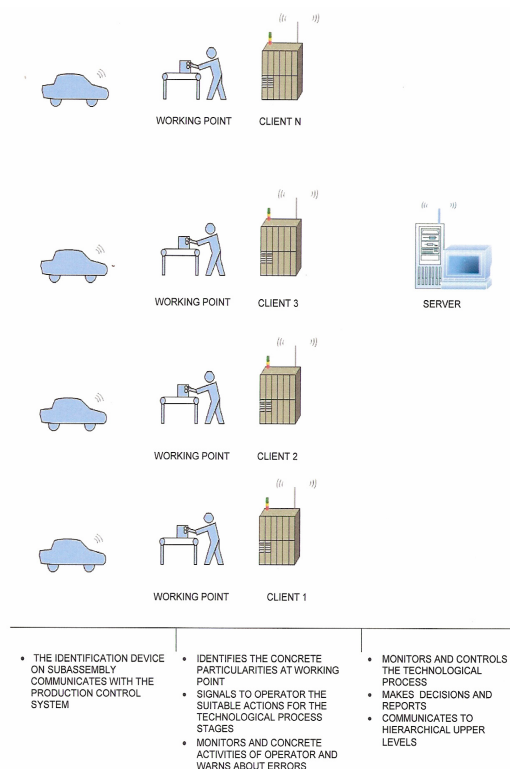 WORKING POINT CLIENT N
WORKING POINT CLIENT 3 SERVER
WORKING POINT CLIENT 2
WORKING POINT CLIENT 1
• THE IDENTIFICATION DEVICE
ON SUBASSEMBLY
COMMUNICATES WITH THE
PRODUCTION CONTROL
SYSTEM
• IDENTIFIES THE CONCRETE
PARTICULARITIES AT WORKING
POINT
• SIGNALS TO OPERATOR THE
SUITABLE ACTIONS FOR THE
TECHNOLOGICAL PROCESS
STAGES
• MONITORS AND CONCRETE
ACTIVITIES OF OPERATOR AND
WARNS ABOUT ERRORS
• MONITORS AND CONTROLS
THE TECHNOLOGICAL
PROCESS
• MAKES DECISIONS AND
REPORTS
• COMMUNICATES TO
HIERARCHICAL UPPER
LEVELS